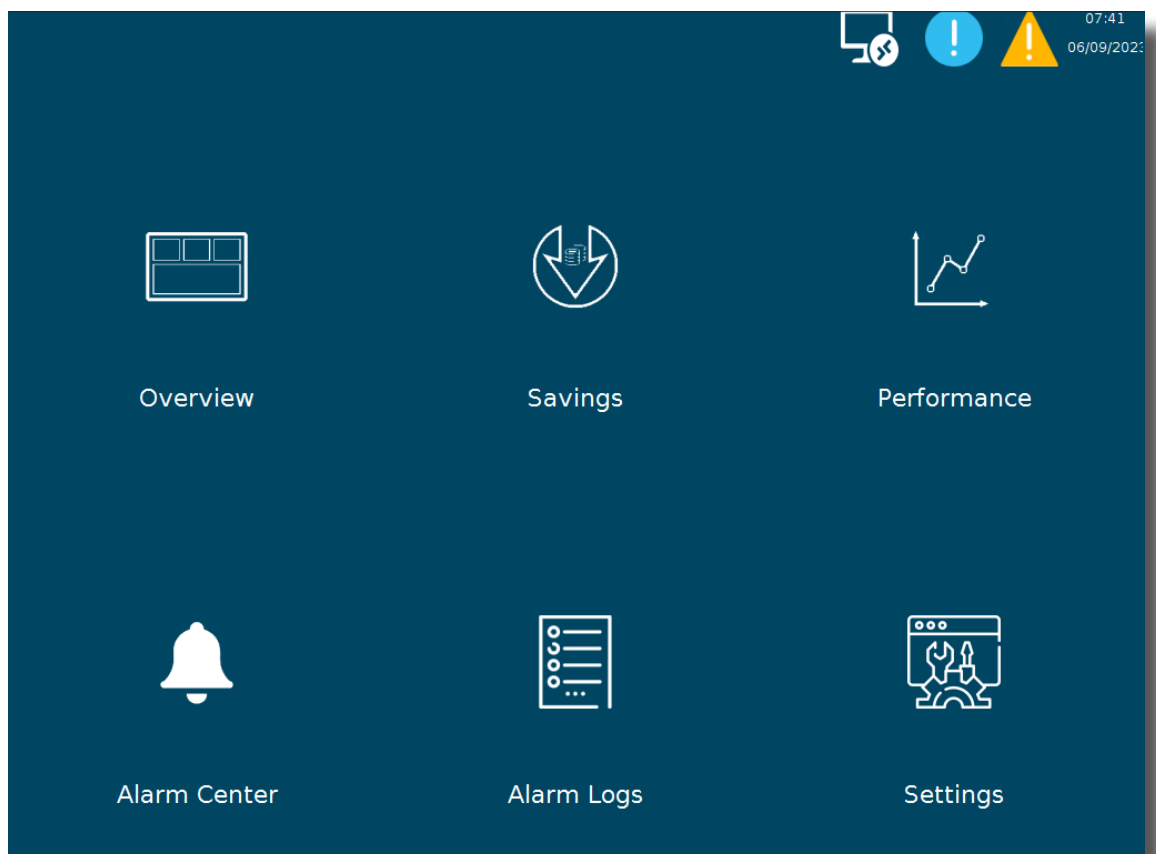 07:41
06/09/2023
Overview
Savings
Performance
Alarm Center
Alarm Logs
Settings